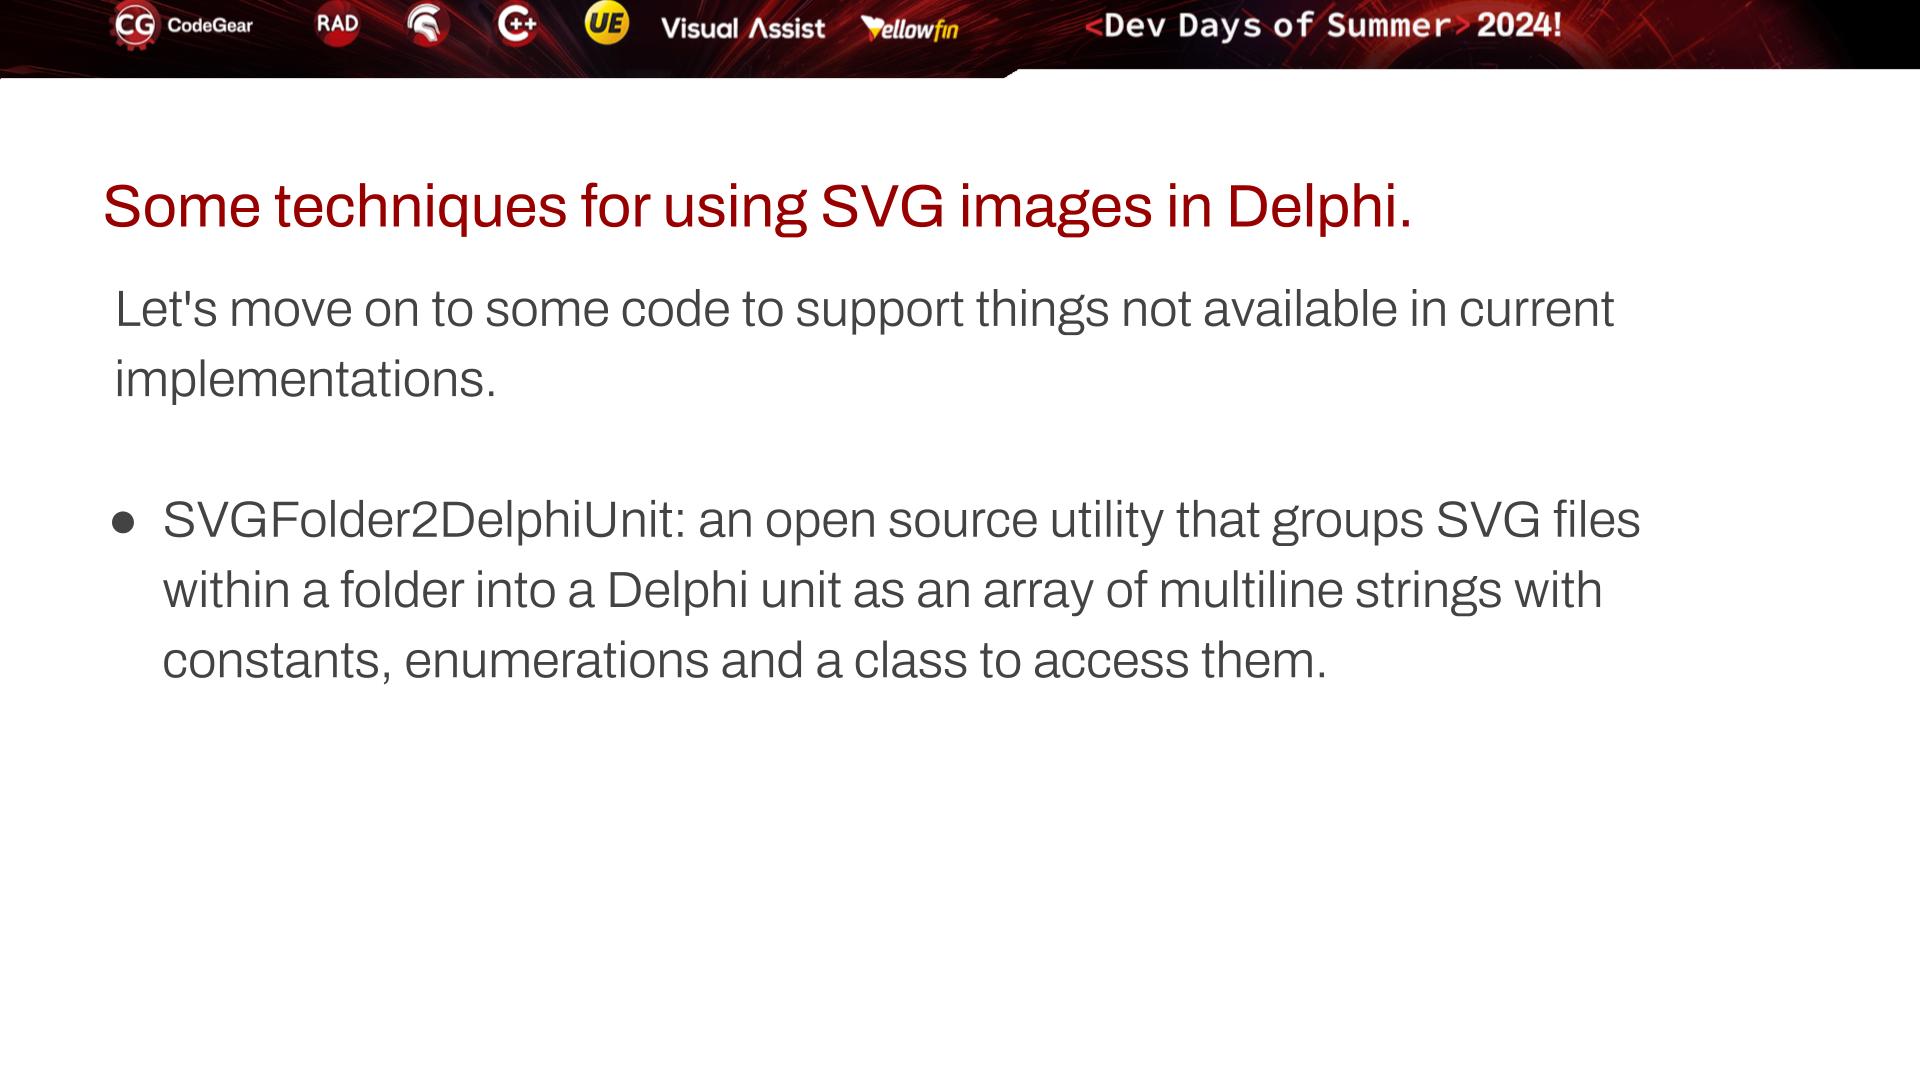 CG CodeGear RAD C++ UE Visual Assist Yellowfin <Dev Days of Summer> 2024!
Some techniques for using SVG images in Delphi.
Let's move on to some code to support things not available in current
implementations.
● SVGFolder2DelphiUnit: an open source utility that groups SVG files
within a folder into a Delphi unit as an array of multiline strings with
constants, enumerations and a class to access them.